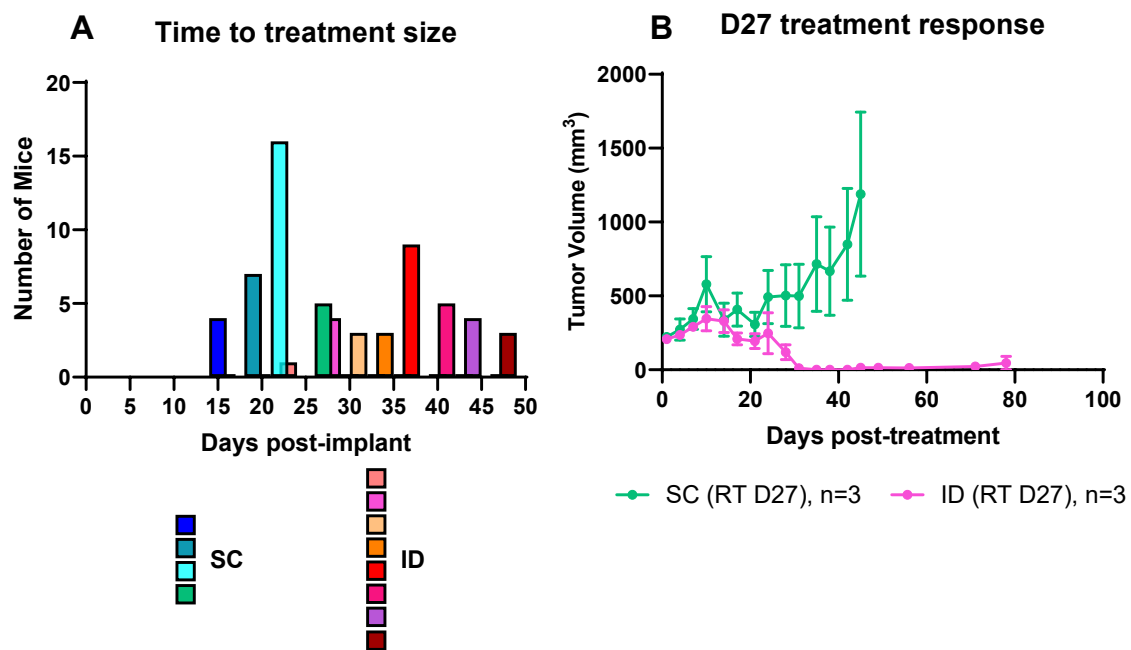 A
Time to treatment size
Number of Mice
20
15
10
5
0
0 5 10 15 20 25 30 35 40 45 50
Days post-implant
SC
ID
B
D27 treatment response
Tumor Volume (mm³)
2000
1500
1000
500
0
0 20 40 60 80 100
Days post-treatment
SC (RT D27), n=3
ID (RT D27), n=3